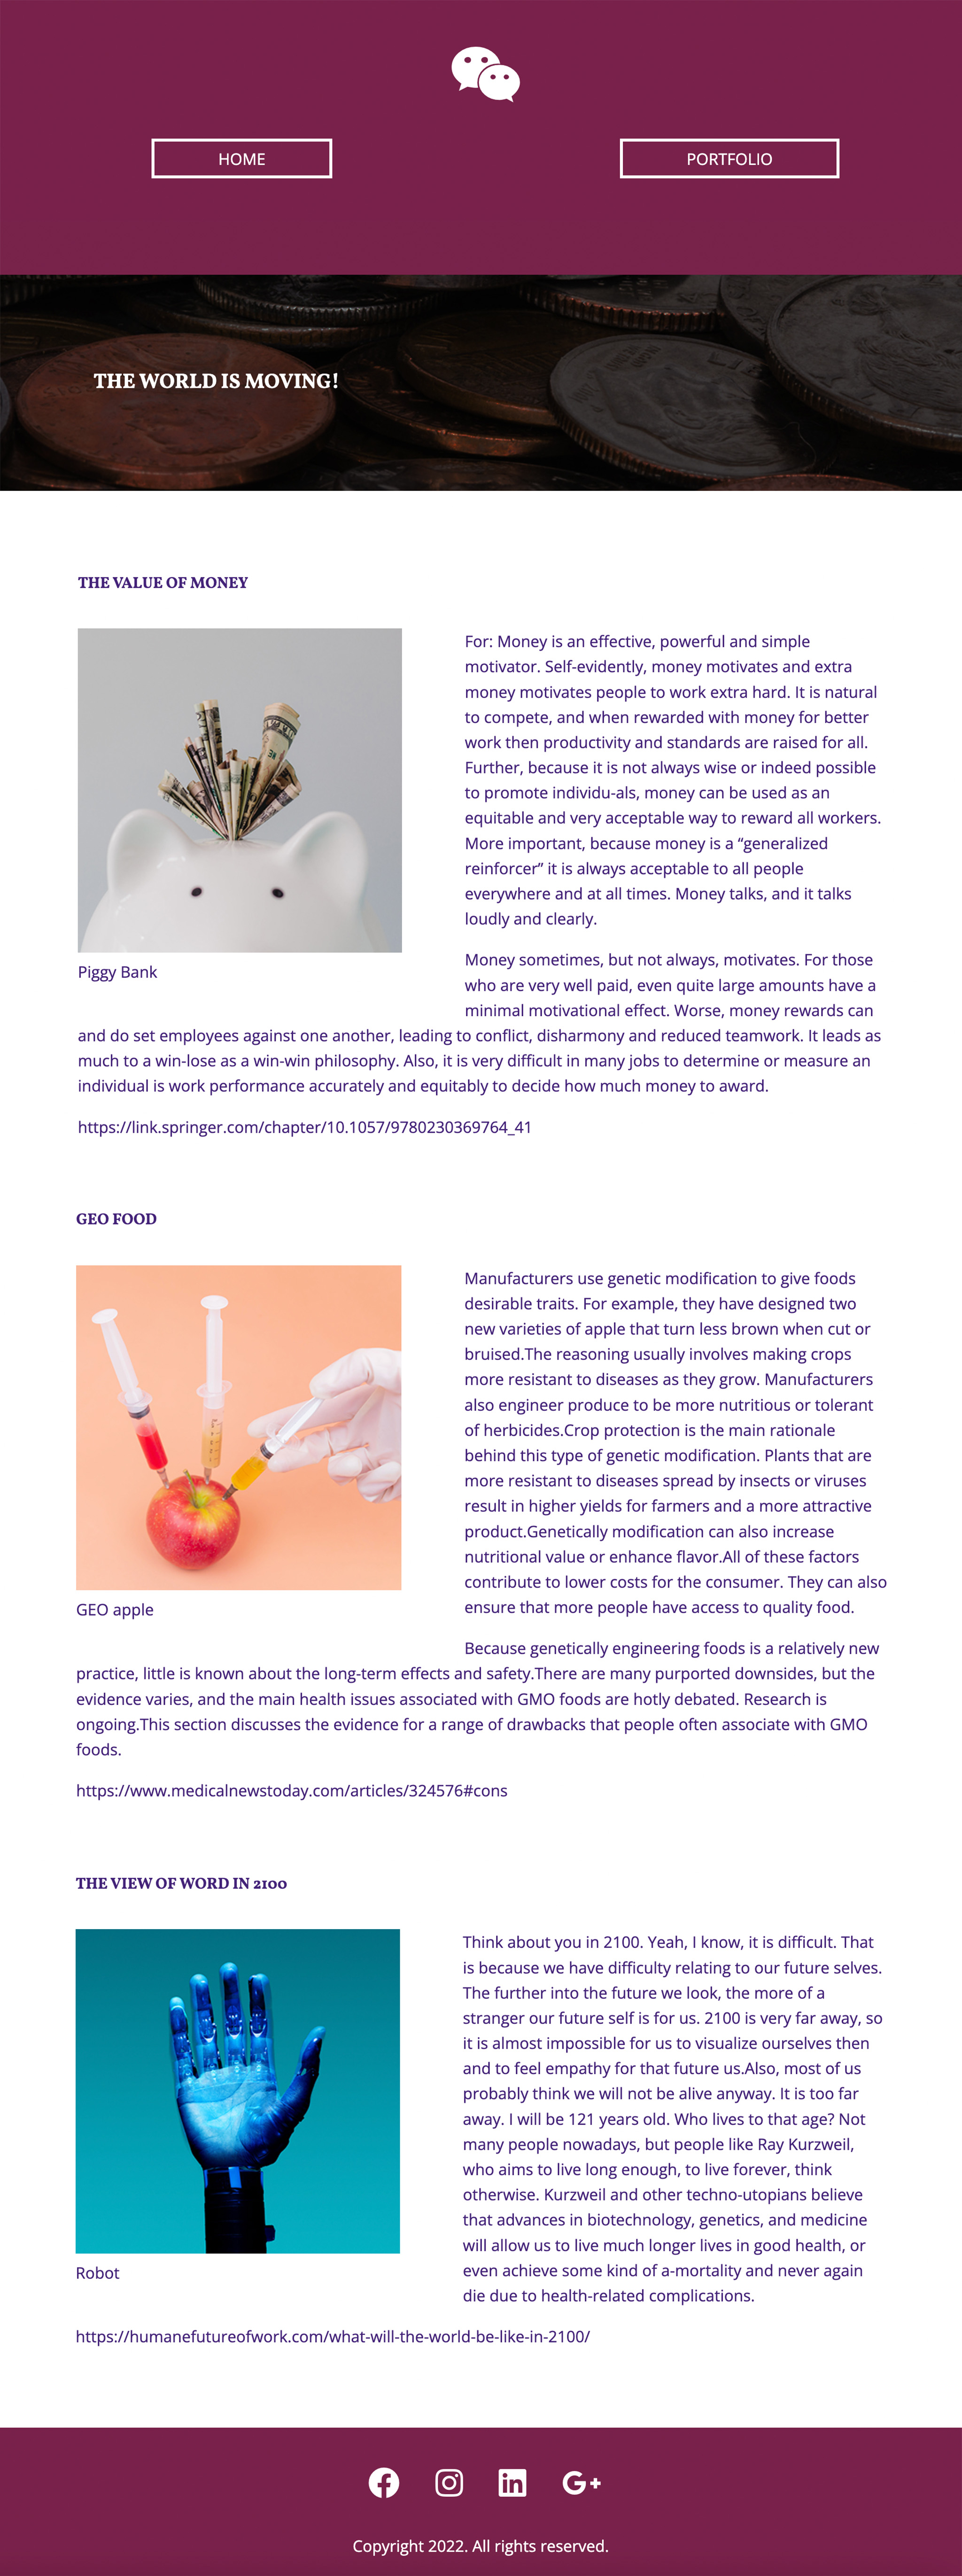 HOME
PORTFOLIO
THE WORLD IS MOVING!
THE VALUE OF MONEY
For: Money is an effective, powerful and simple
motivator. Self-evidently, money motivates and extra
money motivates people to work extra hard. It is natural
to compete, and when rewarded with money for better
work then productivity and standards are raised for all.
Further, because it is not always wise or indeed possible
to promote individu-als, money can be used as an
equitable and very acceptable way to reward all workers.
More important, because money is a “generalized
reinforcer” it is always acceptable to all people
everywhere and at all times. Money talks, and it talks
loudly and clearly.
Piggy Bank
Money sometimes, but not always, motivates. For those
who are very well paid, even quite large amounts have a
minimal motivational effect. Worse, money rewards can
and do set employees against one another, leading to conflict, disharmony and reduced teamwork. It leads as
much to a win-lose as a win-win philosophy. Also, it is very difficult in many jobs to determine or measure an
individual is work performance accurately and equitably to decide how much money to award.
https://link.springer.com/chapter/10.1057/9780230369764_41
GEO FOOD
Manufacturers use genetic modification to give foods
desirable traits. For example, they have designed two
new varieties of apple that turn less brown when cut or
bruised.The reasoning usually involves making crops
more resistant to diseases as they grow. Manufacturers
also engineer produce to be more nutritious or tolerant
of herbicides.Crop protection is the main rationale
behind this type of genetic modification. Plants that are
more resistant to diseases spread by insects or viruses
result in higher yields for farmers and a more attractive
product.Genetically modification can also increase
nutritional value or enhance flavor.All of these factors
contribute to lower costs for the consumer. They can also
ensure that more people have access to quality food.
GEO apple
Because genetically engineering foods is a relatively new
practice, little is known about the long-term effects and safety.There are many purported downsides, but the
evidence varies, and the main health issues associated with GMO foods are hotly debated. Research is
ongoing.This section discusses the evidence for a range of drawbacks that people often associate with GMO
foods.
https://www.medicalnewstoday.com/articles/324576#cons
THE VIEW OF WORD IN 2100
Think about you in 2100. Yeah, I know, it is difficult. That
is because we have difficulty relating to our future selves.
The further into the future we look, the more of a
stranger our future self is for us. 2100 is very far away, so
it is almost impossible for us to visualize ourselves then
and to feel empathy for that future us.Also, most of us
probably think we will not be alive anyway. It is too far
away. I will be 121 years old. Who lives to that age? Not
many people nowadays, but people like Ray Kurzweil,
who aims to live long enough, to live forever, think
otherwise. Kurzweil and other techno-utopians believe
that advances in biotechnology, genetics, and medicine
will allow us to live much longer lives in good health, or
even achieve some kind of a-mortality and never again
die due to health-related complications.
Robot
https://humanefutureofwork.com/what-will-the-world-be-like-in-2100/
Copyright 2022. All rights reserved.